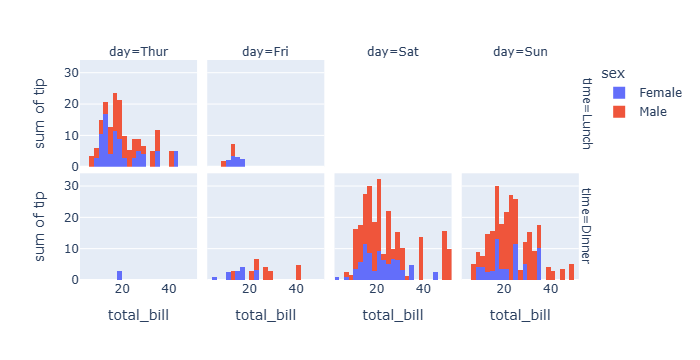 day=Thur day=Fri day=Sat day=Sun
sex
Female
Male
sum of tip
30
20
10
0
time=Lunch
sum of tip
30
20
10
0
time=Dinner
20 40 20 40 20 40 20 40
total_bill total_bill total_bill total_bill